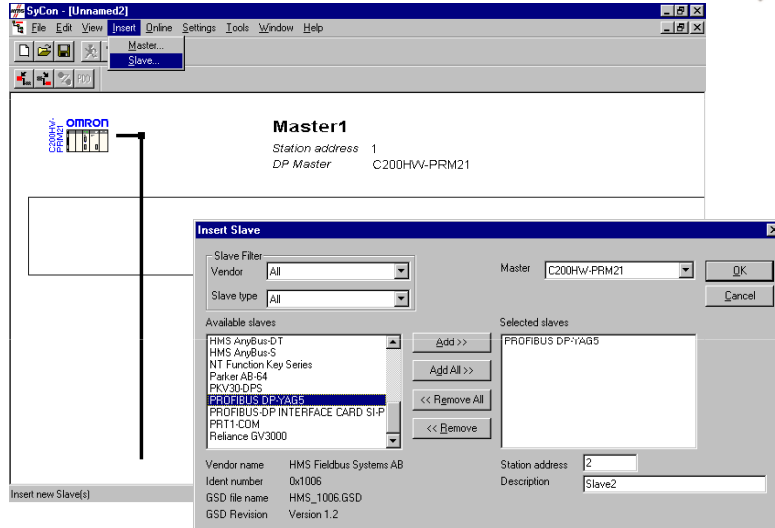 SyCon - [Unnamed2]
File Edit View Insert Online Settings Tools Window Help
Master...
Slave...
PDO
C200HW-
PRM21
OMRON
Master1
Station address 1
DP Master C200HW-PRM21
Insert Slave
Slave Filter
Vendor All
Slave type All
Master C200HW-PRM21
OK
Cancel
Available slaves
HMS AnyBus-DT
HMS AnyBus-S
NT Function Key Series
Parker AB-64
PKV30-DPS
PROFIBUS DP-YAG5
PROFIBUS-DP INTERFACE CARD SI-P
PRT1-COM
Reliance GV3000
Add >>
Add All >>
<< Remove All
<< Remove
Selected slaves
PROFIBUS DP-YAG5
Vendor name HMS Fieldbus Systems AB
Ident number 0x1006
GSD file name HMS_1006.GSD
GSD Revision Version 1.2
Station address 2
Description Slave2
Insert new Slave(s)